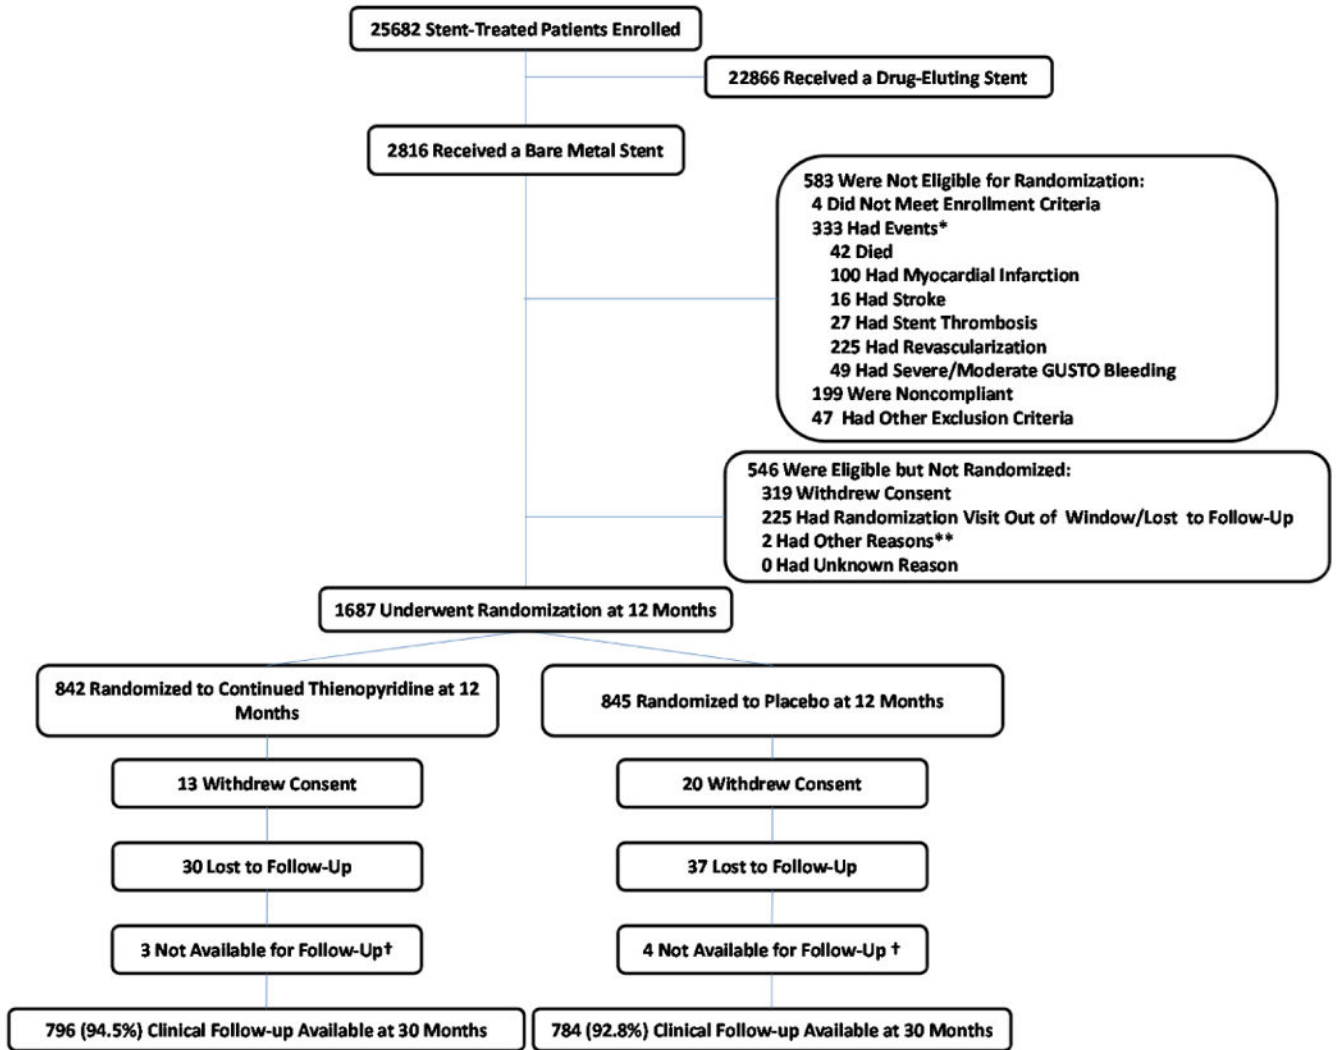 25682 Stent-Treated Patients Enrolled
22866 Received a Drug-Eluting Stent
2816 Received a Bare Metal Stent
583 Were Not Eligible for Randomization:
4 Did Not Meet Enrollment Criteria
333 Had Events*
42 Died
100 Had Myocardial Infarction
16 Had Stroke
27 Had Stent Thrombosis
225 Had Revascularization
49 Had Severe/Moderate GUSTO Bleeding
199 Were Noncompliant
47 Had Other Exclusion Criteria
546 Were Eligible but Not Randomized:
319 Withdrew Consent
225 Had Randomization Visit Out of Window/Lost to Follow-Up
2 Had Other Reasons**
0 Had Unknown Reason
1687 Underwent Randomization at 12 Months
842 Randomized to Continued Thienopyridine at 12
Months
845 Randomized to Placebo at 12 Months
13 Withdrew Consent
20 Withdrew Consent
30 Lost to Follow-Up
37 Lost to Follow-Up
3 Not Available for Follow-Up†
4 Not Available for Follow-Up †
796 (94.5%) Clinical Follow-up Available at 30 Months
784 (92.8%) Clinical Follow-up Available at 30 Months